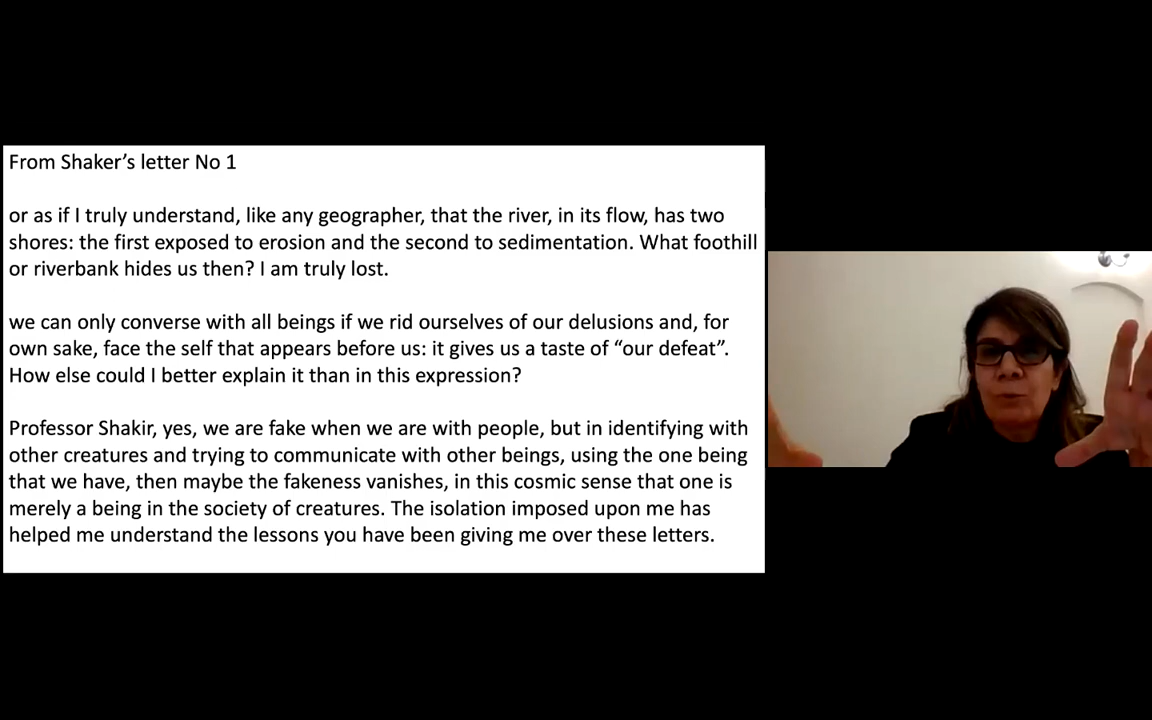 From Shaker’s letter No 1
or as if I truly understand, like any geographer, that the river, in its flow, has two
shores: the first exposed to erosion and the second to sedimentation. What foothill
or riverbank hides us then? I am truly lost.
we can only converse with all beings if we rid ourselves of our delusions and, for
own sake, face the self that appears before us: it gives us a taste of “our defeat”.
How else could I better explain it than in this expression?
Professor Shakir, yes, we are fake when we are with people, but in identifying with
other creatures and trying to communicate with other beings, using the one being
that we have, then maybe the fakeness vanishes, in this cosmic sense that one is
merely a being in the society of creatures. The isolation imposed upon me has
helped me understand the lessons you have been giving me over these letters.